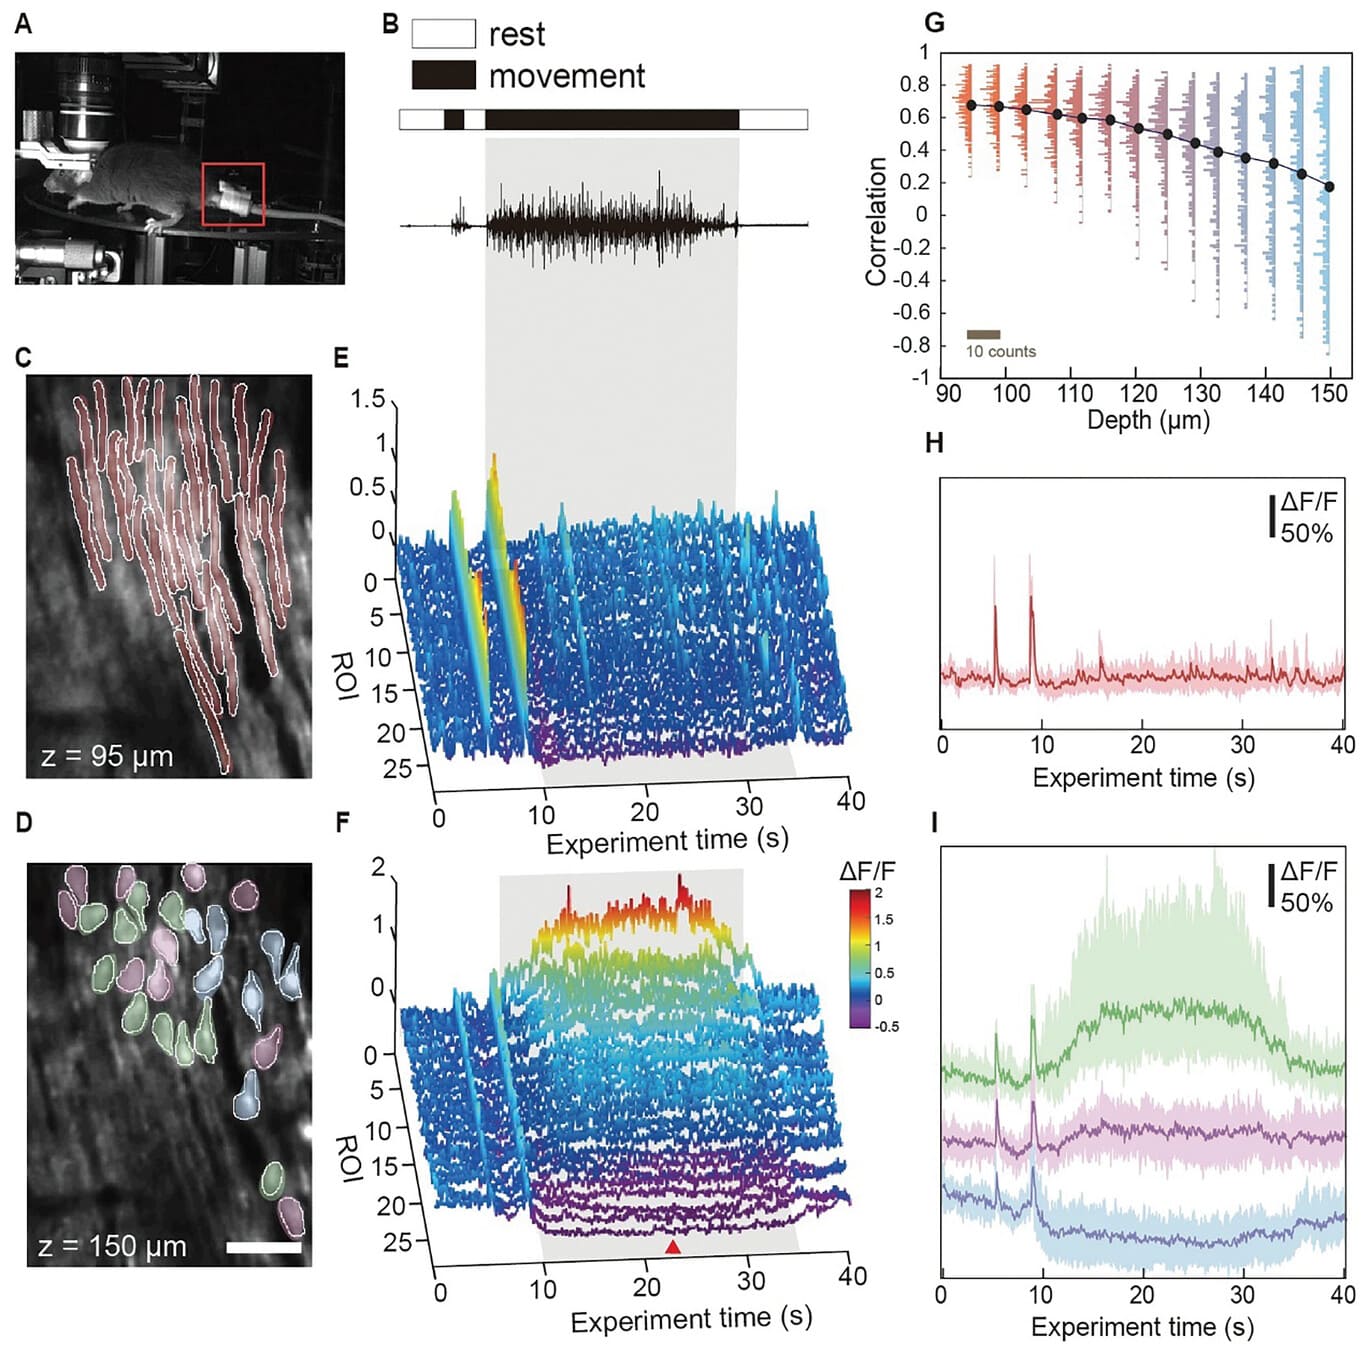 A
B
rest
movement
C
z = 95 µm
D
z = 150 µm
E
1.5
1
0.5
0
0
5
10
15
20
25
ROI
0
10
20
30
40
Experiment time (s)
F
2
1
0
0
5
10
15
20
25
ROI
0
10
20
30
40
Experiment time (s)
ΔF/F
2
1.5
1
0.5
0
-0.5
G
1
0.8
0.6
0.4
0.2
0
-0.2
-0.4
-0.6
-0.8
-1
Correlation
10 counts
90 100 110 120 130 140 150
Depth (µm)
H
ΔF/F
50%
0 10 20 30 40
Experiment time (s)
I
ΔF/F
50%
0 10 20 30 40
Experiment time (s)